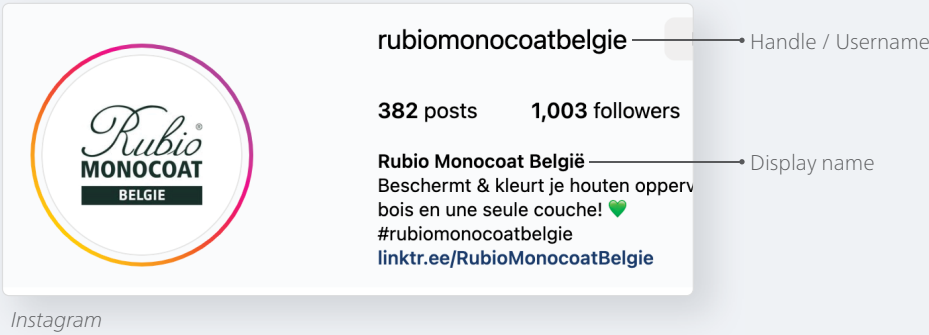 rubiomonocoatbelgie
Handle / Username
Rubio®
MONOCOAT
BELGIE
382 posts 1,003 followers
Rubio Monocoat België
Display name
Beschermt & kleurt je houten
bois en une seule couche! 💚
#rubiomonocoatbelgie
linktr.ee/RubioMonocoatBelgie
Instagram